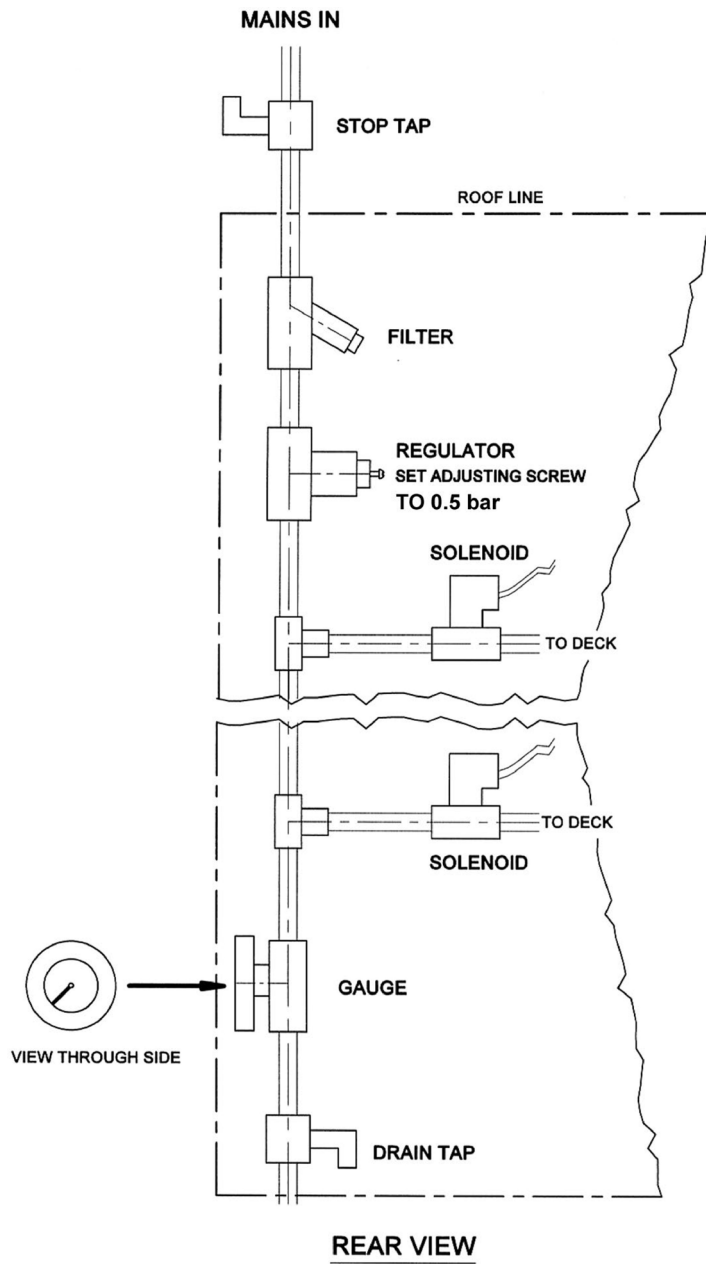 MAINS IN
STOP TAP
ROOF LINE
FILTER
REGULATOR
SET ADJUSTING SCREW
TO 0.5 bar
SOLENOID
TO DECK
TO DECK
SOLENOID
GAUGE
VIEW THROUGH SIDE
DRAIN TAP
REAR VIEW